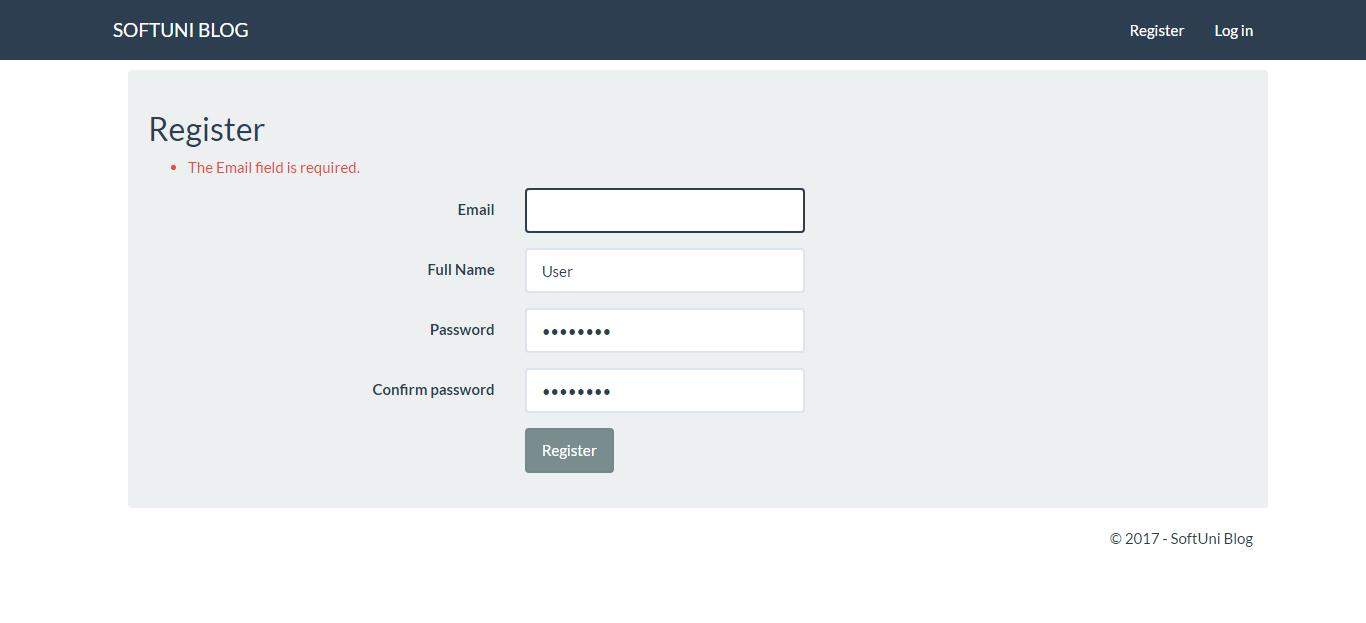 SOFTUNI BLOG
Register
Log in
Register
• The Email field is required.
Email
Full Name
User
Password
••••••••
Confirm password
••••••••
Register
© 2017 - SoftUni Blog